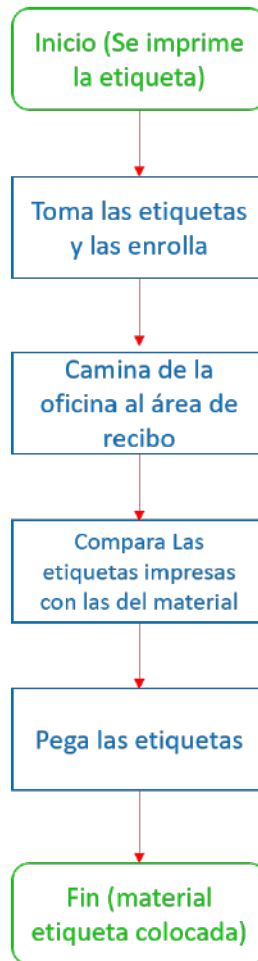 Inicio (Se imprime
la etiqueta)
Toma las etiquetas
y las enrolla
Camina de la
oficina al área de
recibo
Compara Las
etiquetas impresas
con las del material
Pega las etiquetas
Fin (material
etiqueta colocada)